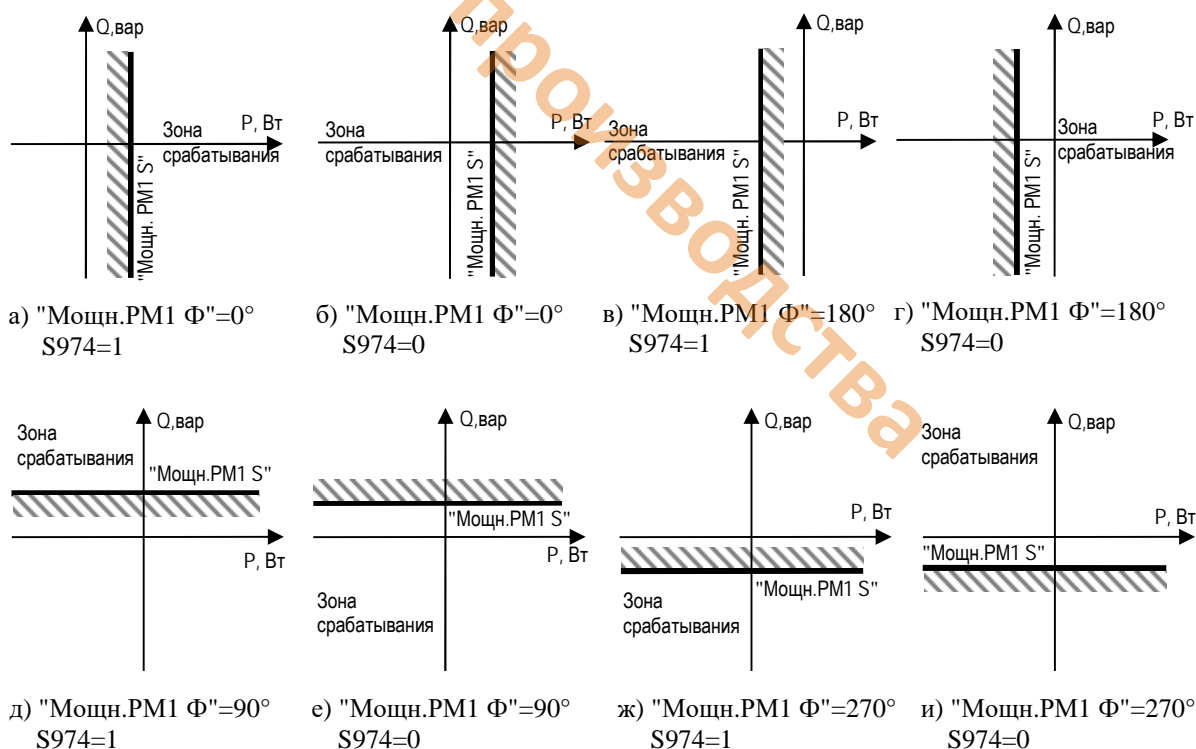 Q,вар
Зона
срабатывания
P, Вт
"Мощн. РМ1 S"
а) "Мощн.РМ1 Ф"=0°
S974=1
Q,вар
Зона
срабатывания
P, Вт
"Мощн. РМ1 S"
б) "Мощн.РМ1 Ф"=0°
S974=0
Q,вар
Зона
срабатывания
P, Вт
"Мощн. РМ1 S"
в) "Мощн.РМ1 Ф"=180°
S974=1
Q,вар
Зона
срабатывания
P, Вт
"Мощн. РМ1 S"
г) "Мощн.РМ1 Ф"=180°
S974=0
производства
Q,вар
Зона
срабатывания
"Мощн.РМ1 S"
P, Вт
д) "Мощн.РМ1 Ф"=90°
S974=1
Q,вар
"Мощн.РМ1 S"
P, Вт
Зона
срабатывания
е) "Мощн.РМ1 Ф"=90°
S974=0
Q,вар
P, Вт
"Мощн.РМ1 S"
Зона
срабатывания
ж) "Мощн.РМ1 Ф"=270°
S974=1
Q,вар
Зона
срабатывания
P, Вт
"Мощн.РМ1 S"
и) "Мощн.РМ1 Ф"=270°
S974=0